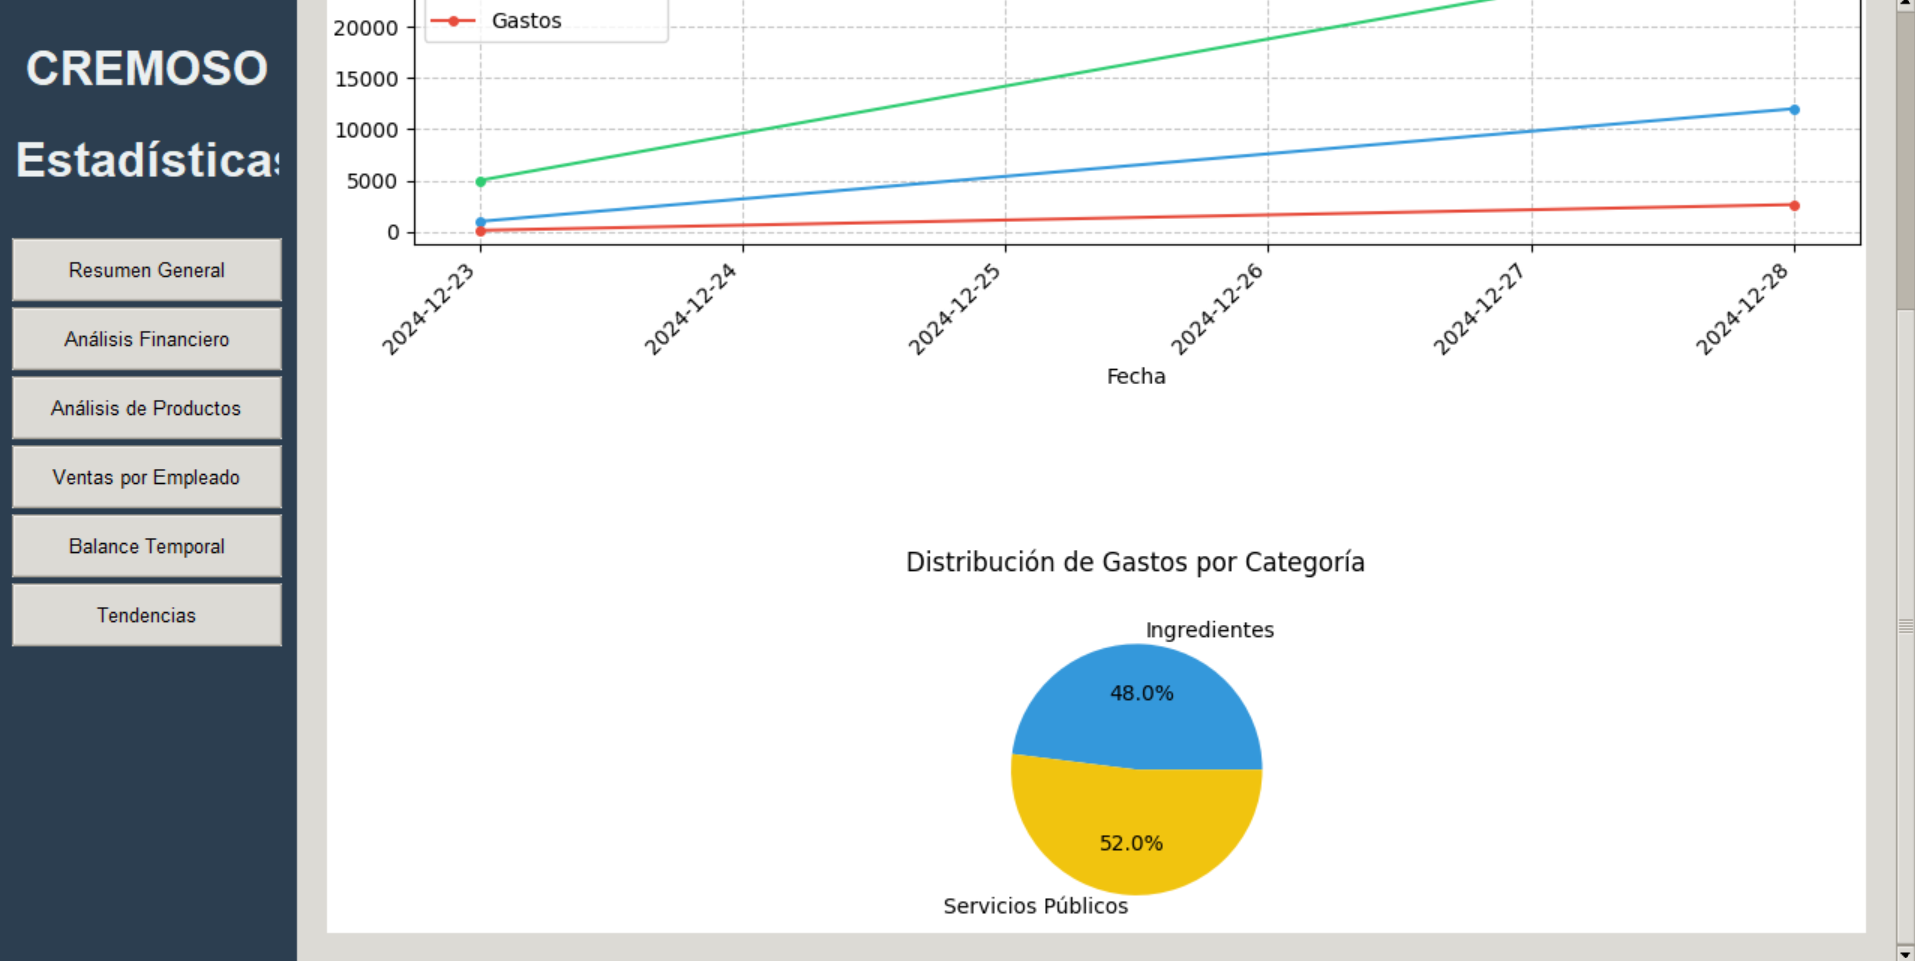 CREMOSO
Estadísticas
Resumen General
Análisis Financiero
Análisis de Productos
Ventas por Empleado
Balance Temporal
Tendencias
Gastos
20000
15000
10000
5000
0
2024-12-23
2024-12-24
2024-12-25
2024-12-26
2024-12-27
2024-12-28
Fecha
Distribución de Gastos por Categoría
Ingredientes
48.0%
52.0%
Servicios Públicos